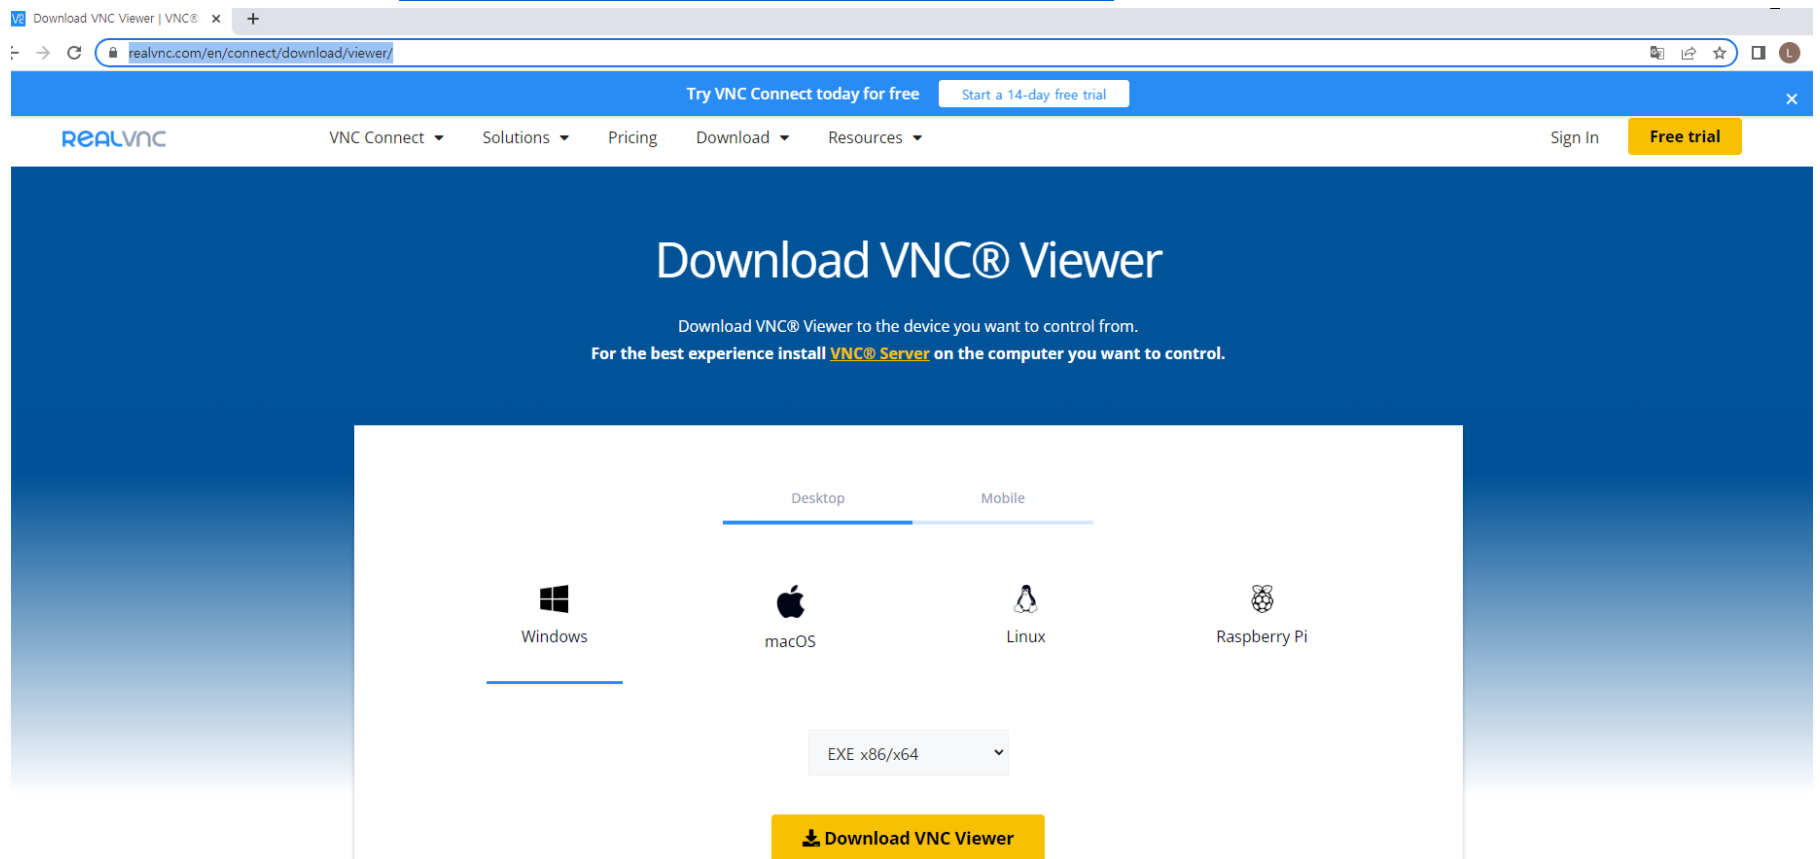 V2 Download VNC Viewer | VNC®
realvnc.com/en/connect/download/viewer/
L
Try VNC Connect today for free Start a 14-day free trial
REALVNC VNC Connect Solutions Pricing Download Resources Sign In Free trial
Download VNC® Viewer
Download VNC® Viewer to the device you want to control from.
For the best experience install VNC® Server on the computer you want to control.
Desktop Mobile
Windows macOS Linux Raspberry Pi
EXE x86/x64
Download VNC Viewer